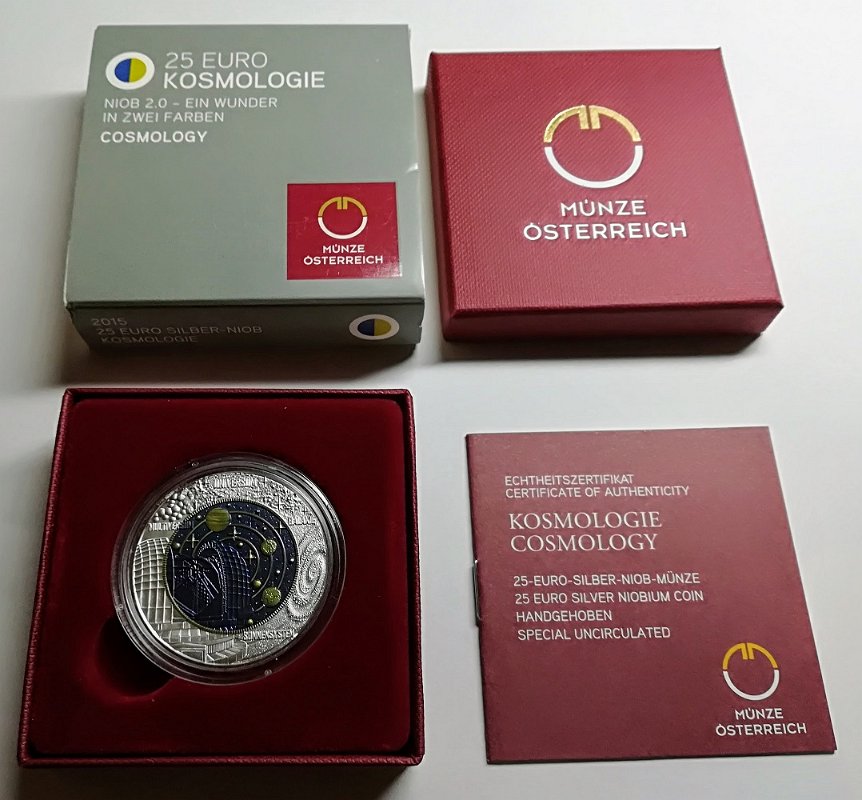 25 EURO
KOSMOLOGIE
NIOB 2.0 – EIN WUNDER
IN ZWEI FARBEN
COSMOLOGY
MÜNZE
ÖSTERREICH
2015
25 EURO SILBER-NIOB
KOSMOLOGIE
MÜNZE
ÖSTERREICH
UNIVERSUM
MULTIVERSUM
GALAXIE
SONNENSYSTEM
ECHTHEITSZERTIFIKAT
CERTIFICATE OF AUTHENTICITY
KOSMOLOGIE
COSMOLOGY
25-EURO-SILBER-NIOB-MÜNZE
25 EURO SILVER NIOBIUM COIN
HANDGEHOBEN
SPECIAL UNCIRCULATED
MÜNZE
ÖSTERREICH